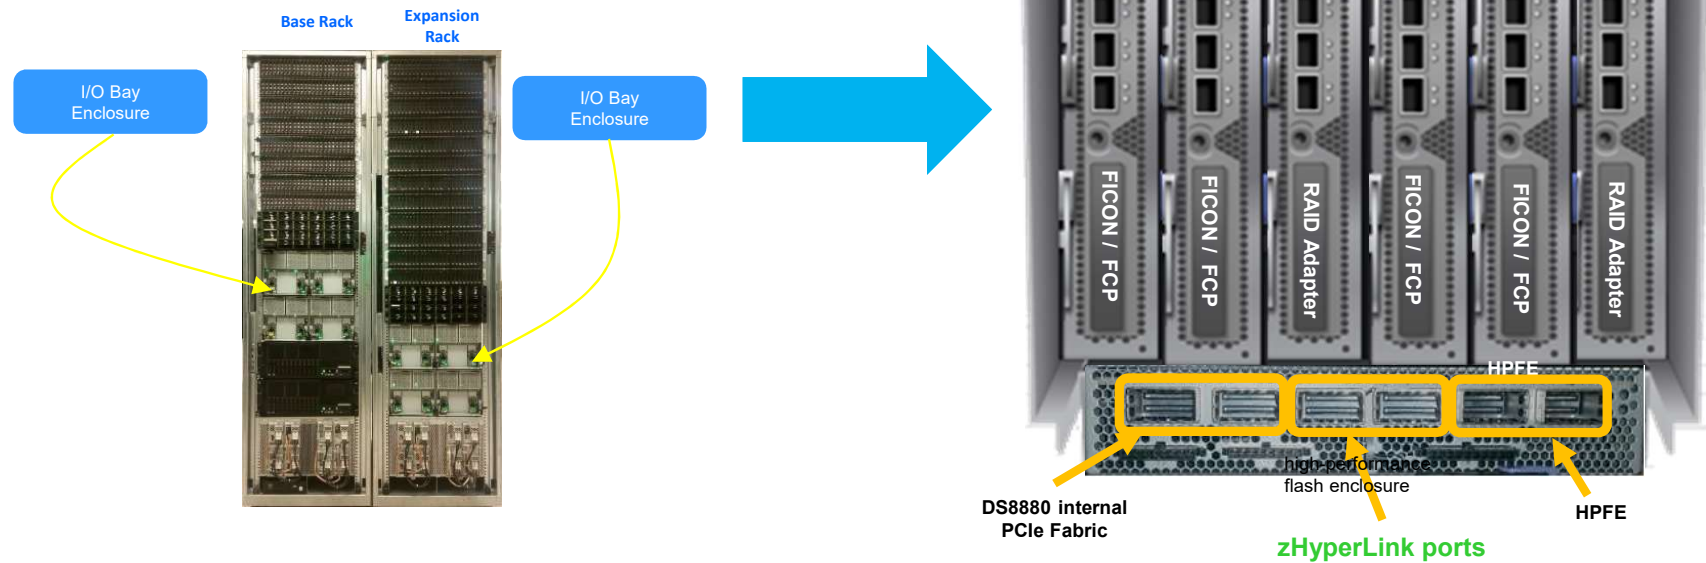 Base Rack
Expansion
Rack
I/O Bay
Enclosure
I/O Bay
Enclosure
FICON / FCP
FICON / FCP
RAID Adapter
FICON / FCP
FICON / FCP
RAID Adapter
HPFE
high-performance
flash enclosure
DS8880 internal
PCIe Fabric
HPFE
zHyperLink ports